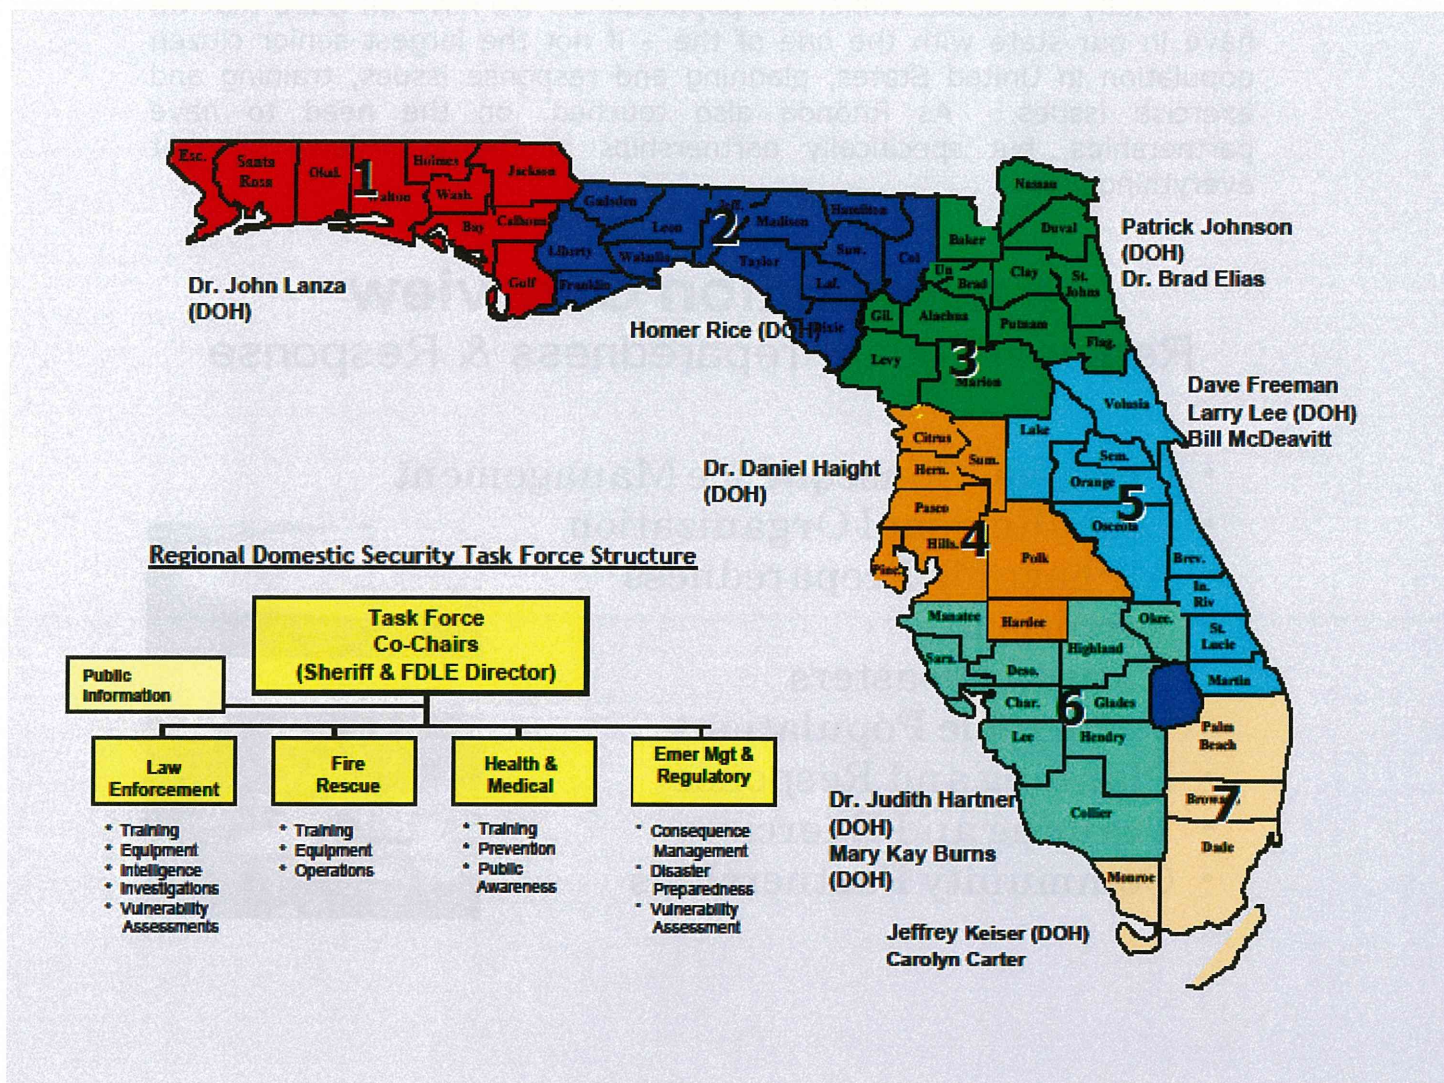 Esc.
Santa
Rosa
Okal.
1
Walton
Holmes
Wash.
Jackson
Bay
Calhoun
Gulf
Gadsden
Liberty
Franklin
Leon
Wakulla
Jeff.
2
Madison
Taylor
Hamilton
Suw.
Laf.
Dixie
Col
Nassau
Baker
Duval
Un
Brad
Clay
St.
Johns
Gil.
Alachua
Putnam
Flag.
Levy
3
Marion
Dr. John Lanza
(DOH)
Homer Rice (DOH)
Patrick Johnson
(DOH)
Dr. Brad Elias
Dave Freeman
Larry Lee (DOH)
Bill McDeavitt
Volusia
Lake
Sem.
Orange
5
Osceola
Brev.
In.
Riv
St.
Lucie
Martin
Dr. Daniel Haight
(DOH)
Citrus
Sum.
Hern.
Pasco
Hills.
4
Pine.
Polk
Hardee
Manatee
Sara.
Deso.
Highland
Okee.
Char.
6
Glades
Lee
Hendry
Collier
Palm
Beach
Broward.
7
Dade
Monroe
Dr. Judith Hartner
(DOH)
Mary Kay Burns
(DOH)
Jeffrey Keiser (DOH)
Carolyn Carter
Regional Domestic Security Task Force Structure
Task Force
Co-Chairs
(Sheriff & FDLE Director)
Public
Information
Law
Enforcement
* Training
* Equipment
* Intelligence
* Investigations
* Vulnerability
Assessments
Fire
Rescue
* Training
* Equipment
* Operations
Health &
Medical
* Training
* Prevention
* Public
Awareness
Emer Mgt &
Regulatory
* Consequence
Management
* Disaster
Preparedness
* Vulnerability
Assessment